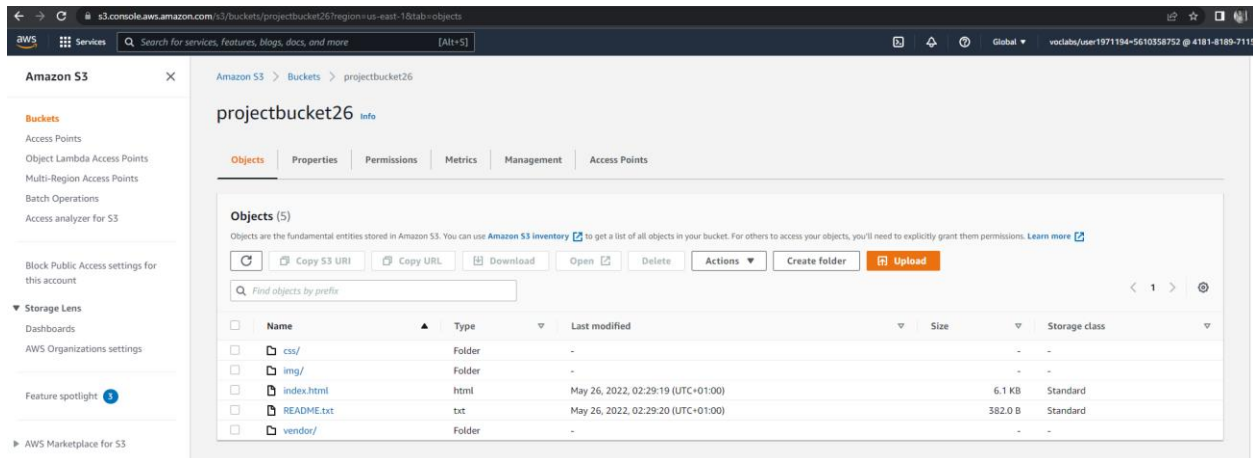 s3.console.aws.amazon.com/s3/buckets/projectbucket26?region=us-east-1&tab=objects
aws Services Search for services, features, blogs, docs, and more [Alt+S] Global ▼ voclabs/user1971194=5610358752 @ 4181-8189-7115
Amazon S3
Buckets
Access Points
Object Lambda Access Points
Multi-Region Access Points
Batch Operations
Access analyzer for S3
Block Public Access settings for
this account
▼ Storage Lens
Dashboards
AWS Organizations settings
Feature spotlight 3
▶ AWS Marketplace for S3
Amazon S3 > Buckets > projectbucket26
projectbucket26 Info
Objects Properties Permissions Metrics Management Access Points
Objects (5)
Objects are the fundamental entities stored in Amazon S3. You can use Amazon S3 inventory to get a list of all objects in your bucket. For others to access your objects, you'll need to explicitly grant them permissions. Learn more
Copy S3 URI Copy URL Download Open Delete Actions ▼ Create folder Upload
Find objects by prefix < 1 >
Name ▲ Type Last modified Size Storage class
css/ Folder - - -
img/ Folder - - -
index.html html May 26, 2022, 02:29:19 (UTC+01:00) 6.1 KB Standard
README.txt txt May 26, 2022, 02:29:20 (UTC+01:00) 382.0 B Standard
vendor/ Folder - - -